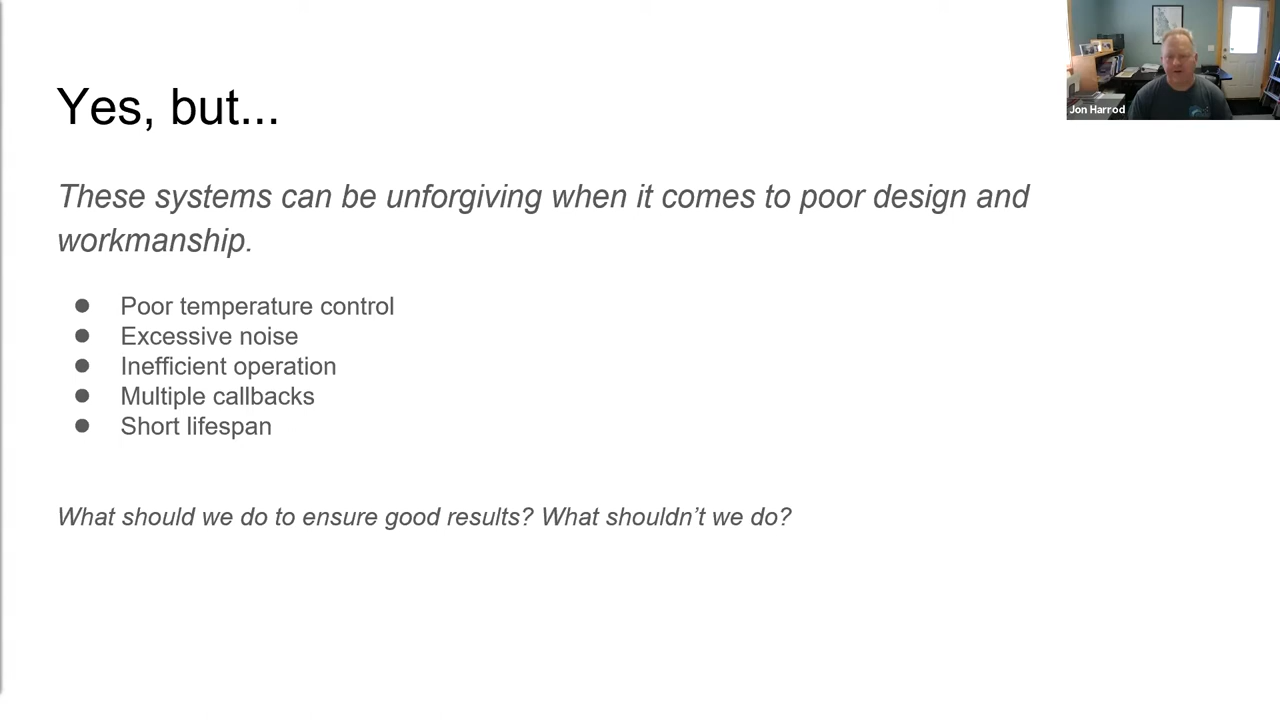 Yes, but...
Jon Harrod
These systems can be unforgiving when it comes to poor design and
workmanship.
● Poor temperature control
● Excessive noise
● Inefficient operation
● Multiple callbacks
● Short lifespan
What should we do to ensure good results? What shouldn’t we do?